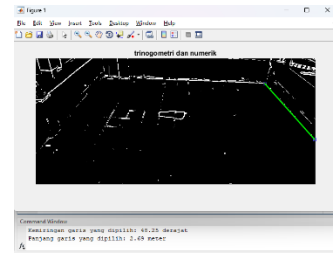 Figure 1
File Edit View Insert Tools Desktop Window Help
trinogometri dan numerik
Command Window
Kemiringan garis yang dipilih: 48.25 derajat
Panjang garis yang dipilih: 2.69 meter
fx